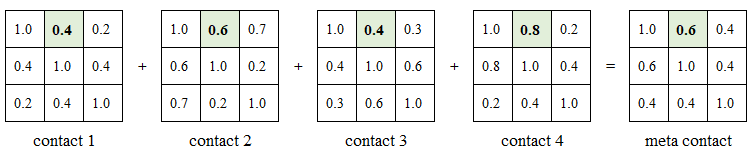 1.0 0.4 0.2 1.0 0.6 0.7 1.0 0.4 0.3 1.0 0.8 0.2 1.0 0.6 0.4
0.4 1.0 0.4 + 0.6 1.0 0.2 + 0.4 1.0 0.6 + 0.8 1.0 0.4 = 0.6 1.0 0.4
0.2 0.4 1.0 0.7 0.2 1.0 0.3 0.6 1.0 0.2 0.4 1.0 0.4 0.4 1.0
contact 1 contact 2 contact 3 contact 4 meta contact